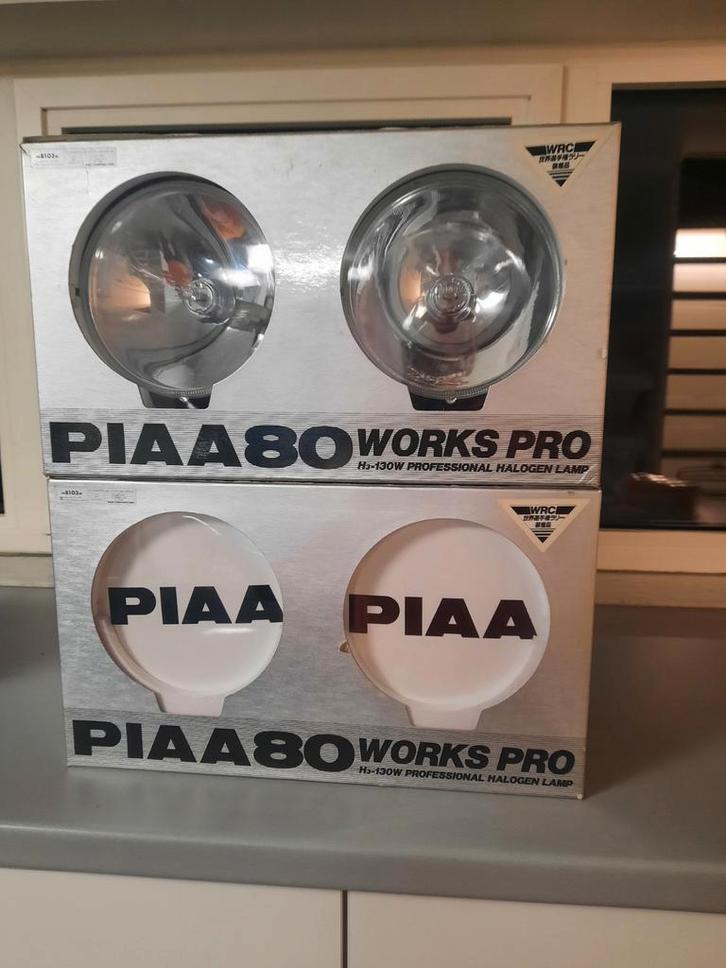 8103
WRC
世界選手権ラリー
装着品
PIAA80 WORKS PRO
H₃-130W PROFESSIONAL HALOGEN LAMP
8103
WRC
世界選手権ラリー
装着品
PIAA
PIAA
PIAA80 WORKS PRO
H₃-130W PROFESSIONAL HALOGEN LAMP